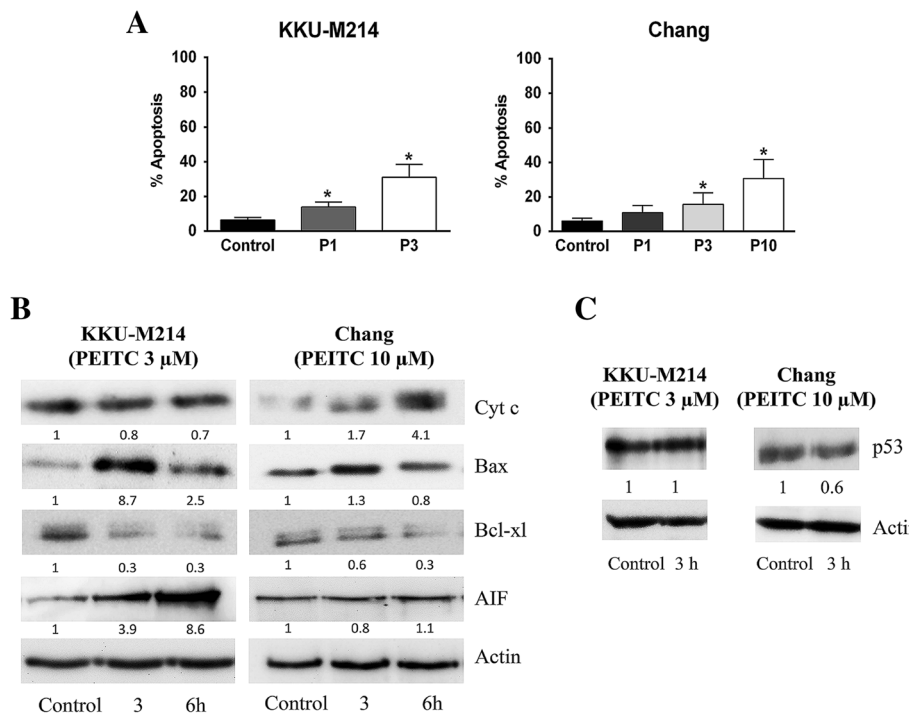 A
KKU-M214
Chang
% Apoptosis
100
80
60
40
20
0
*
*
Control P1 P3
% Apoptosis
100
80
60
40
20
0
*
*
Control P1 P3 P10
B
KKU-M214
(PEITC 3 µM)
Chang
(PEITC 10 µM)
Cyt c
1 0.8 0.7
1 1.7 4.1
Bax
1 8.7 2.5
1 1.3 0.8
Bcl-xl
1 0.3 0.3
1 0.6 0.3
AIF
1 3.9 8.6
1 0.8 1.1
Actin
Control 3 6h
Control 3 6h
C
KKU-M214
(PEITC 3 µM)
Chang
(PEITC 10 µM)
p53
1 1
1 0.6
Acti
Control 3 h
Control 3 h